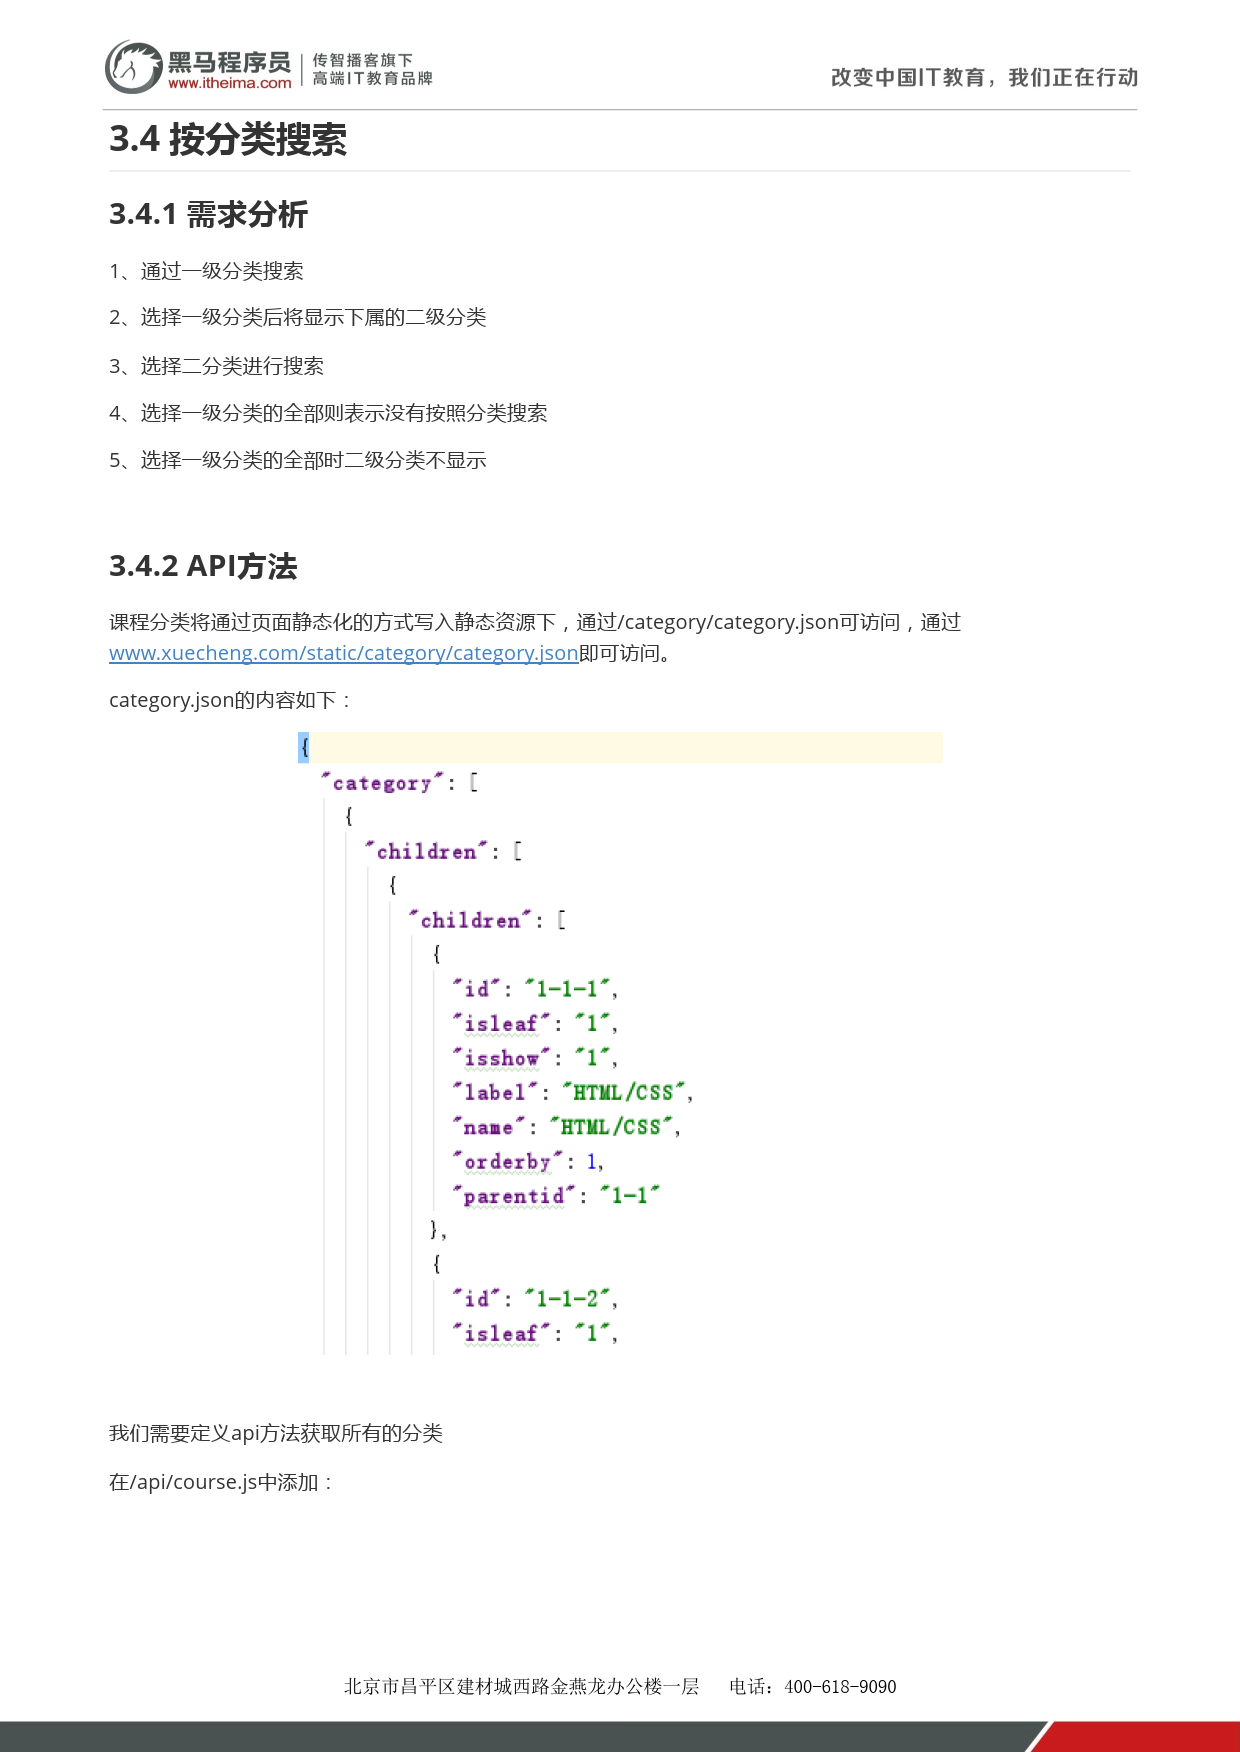 黑马程序员
www.itheima.com
传智播客旗下
高端IT教育品牌
改变中国IT教育，我们正在行动
3.4 按分类搜索
3.4.1 需求分析
1、通过一级分类搜索
2、选择一级分类后将显示下属的二级分类
3、选择二分类进行搜索
4、选择一级分类的全部则表示没有按照分类搜索
5、选择一级分类的全部时二级分类不显示
3.4.2 API方法
课程分类将通过页面静态化的方式写入静态资源下，通过/category/category.json可访问，通过
www.xuecheng.com/static/category/category.json即可访问。
category.json的内容如下：
{
"category": [
{
"children": [
{
"children": [
{
"id": "1-1-1",
"isleaf": "1",
"isshow": "1",
"label": "HTML/CSS",
"name": "HTML/CSS",
"orderby": 1,
"parentid": "1-1"
},
{
"id": "1-1-2",
"isleaf": "1",
我们需要定义api方法获取所有的分类
在/api/course.js中添加：
北京市昌平区建材城西路金燕龙办公楼一层 电话：400-618-9090